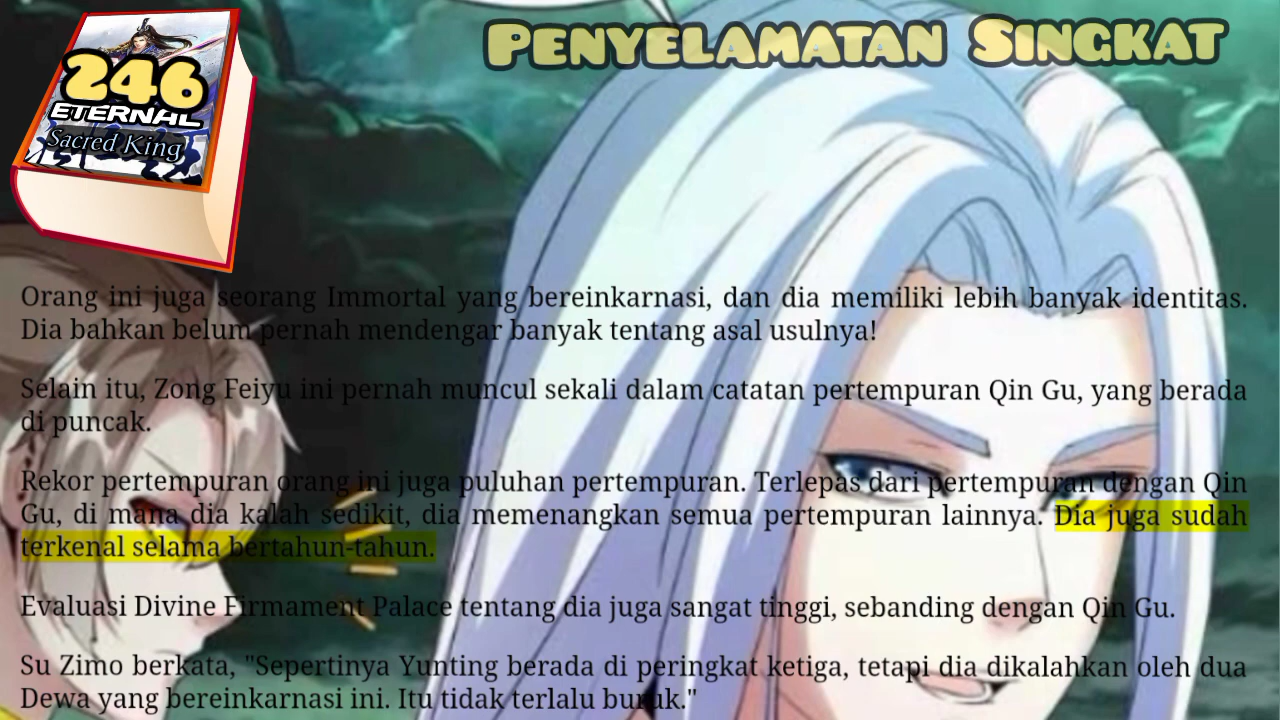 Penyelamatan Singkat
246
ETERNAL
Sacred King
Orang ini juga seorang Immortal yang bereinkarnasi, dan dia memiliki lebih banyak identitas.
Dia bahkan belum pernah mendengar banyak tentang asal usulnya!
Selain itu, Zong Feiyu ini pernah muncul sekali dalam catatan pertempuran Qin Gu, yang berada
di puncak.
Rekor pertempuran orang ini juga puluhan pertempuran. Terlepas dari pertempuran dengan Qin
Gu, di mana dia kalah sedikit, dia memenangkan semua pertempuran lainnya. Dia juga sudah
terkenal selama bertahun-tahun.
Evaluasi Divine Firmament Palace tentang dia juga sangat tinggi, sebanding dengan Qin Gu.
Su Zimo berkata, "Sepertinya Yunting berada di peringkat ketiga, tetapi dia dikalahkan oleh dua
Dewa yang bereinkarnasi ini. Itu tidak terlalu buruk."